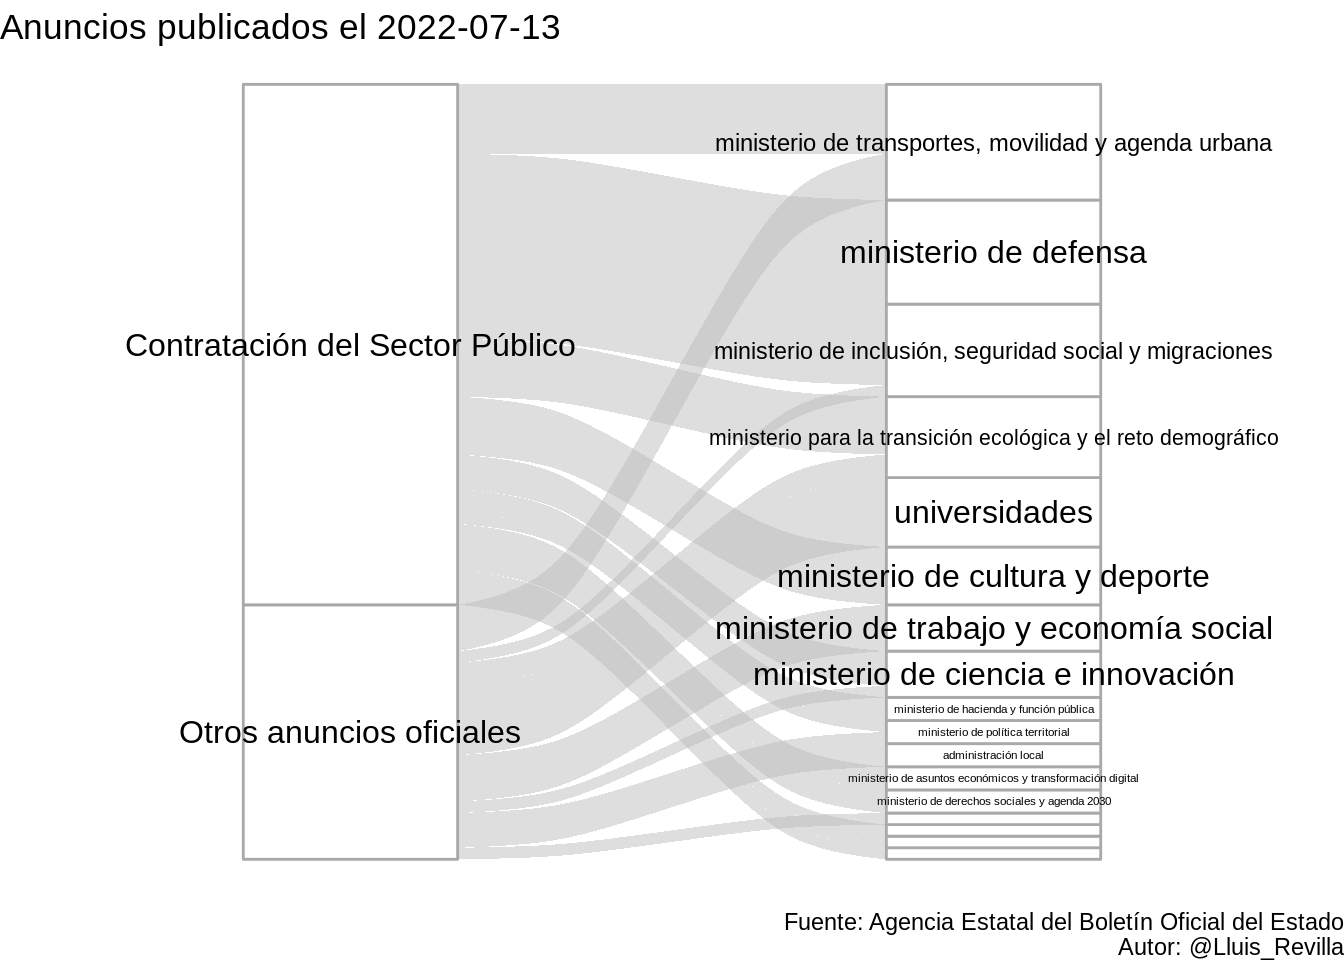 Anuncios publicados el 2022-07-13
ministerio de transportes, movilidad y agenda urbana
ministerio de defensa
Contratación del Sector Público
ministerio de inclusión, seguridad social y migraciones
ministerio para la transición ecológica y el reto demográfico
universidades
ministerio de cultura y deporte
ministerio de trabajo y economía social
ministerio de ciencia e innovación
ministerio de hacienda y función pública
Otros anuncios oficiales
ministerio de política territorial
administración local
ministerio de asuntos económicos y transformación digital
ministerio de derechos sociales y agenda 2030
Fuente: Agencia Estatal del Boletín Oficial del Estado
Autor: @Lluis_Revilla